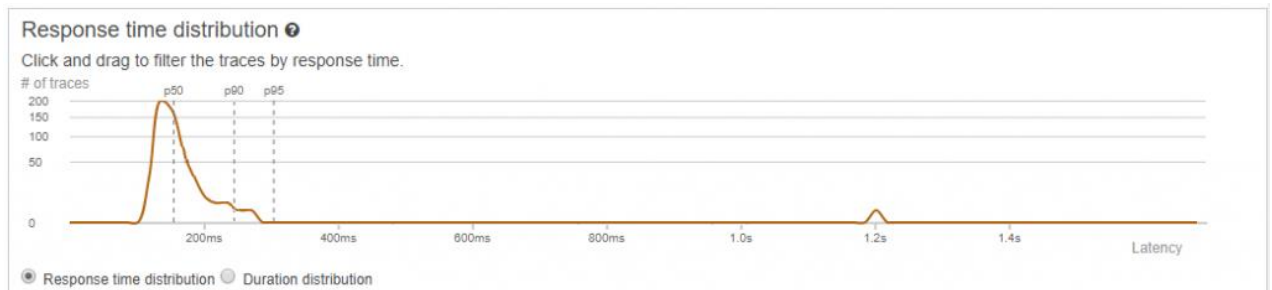 Response time distribution ?
Click and drag to filter the traces by response time.
# of traces
p50 p90 p95
200
150
100
50
0
200ms 400ms 600ms 800ms 1.0s 1.2s 1.4s
Latency
Response time distribution Duration distribution